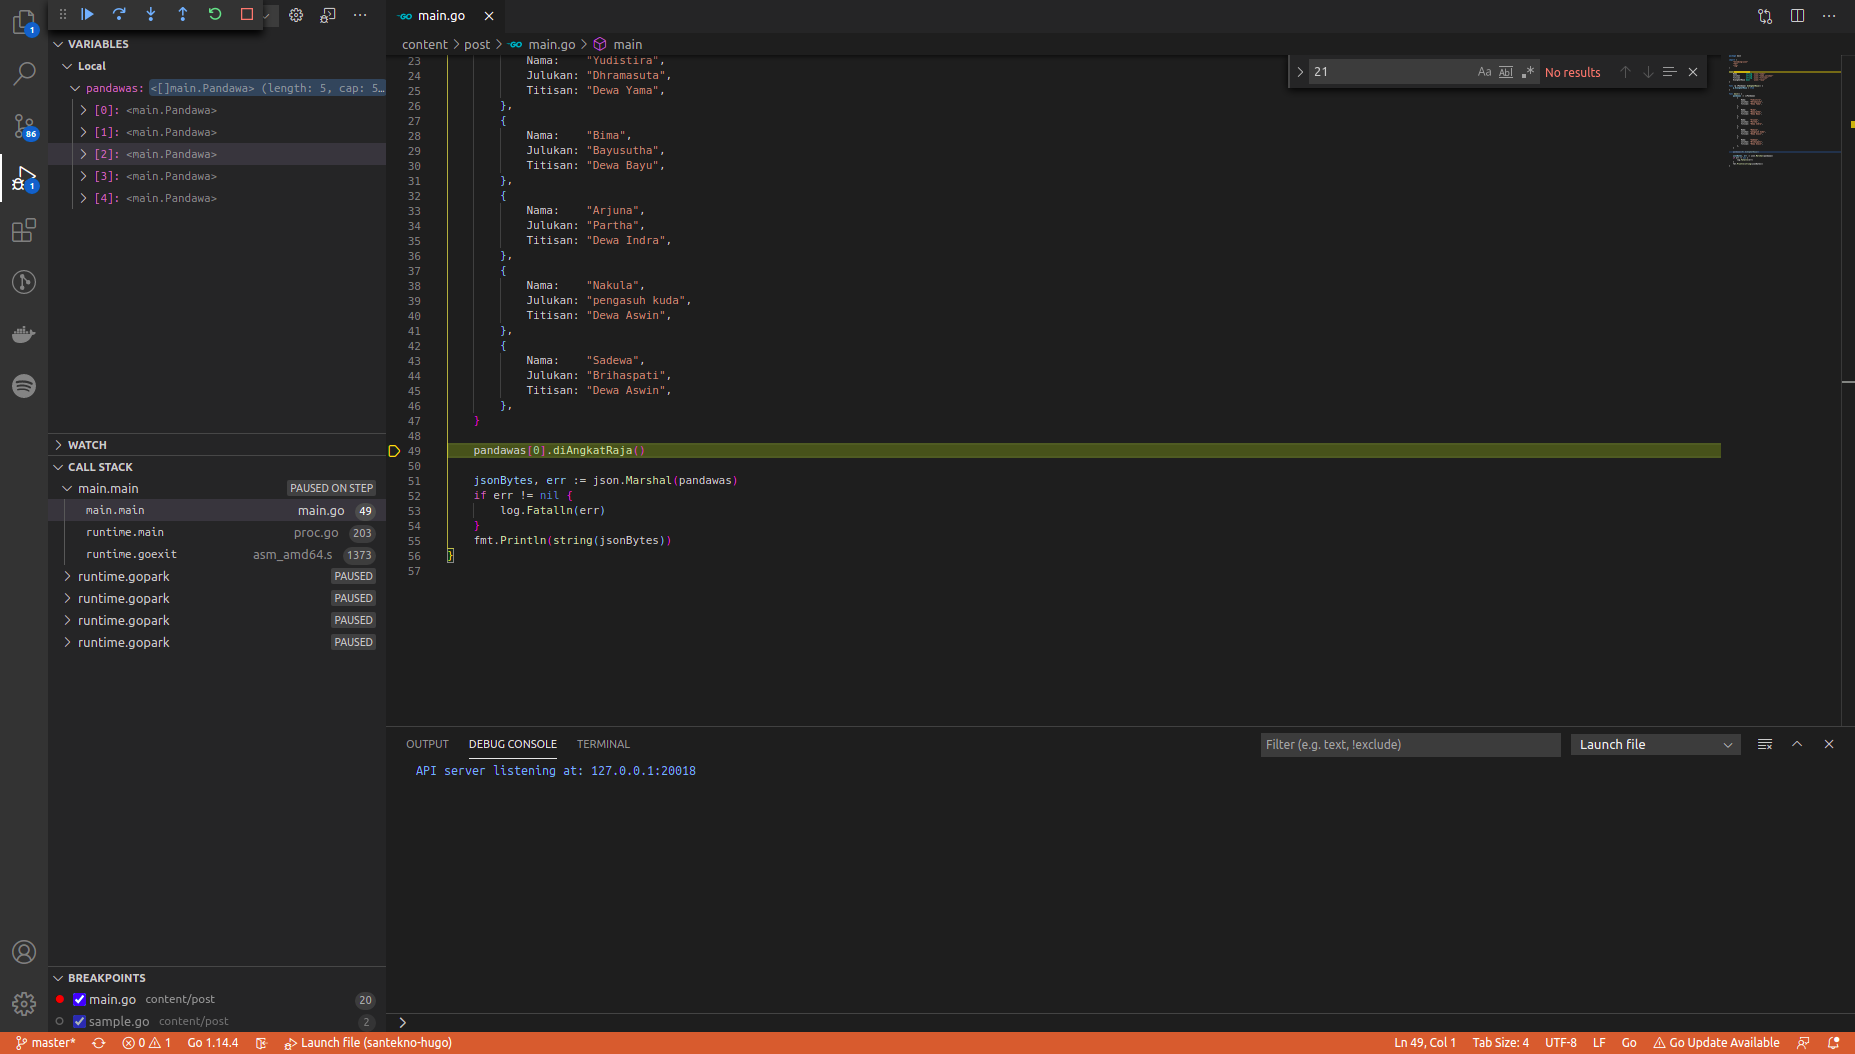 main.go
content > post > main.go > main
VARIABLES
Local
pandawas: <[]main.Pandawa> (length: 5, cap: 5…
[0]: <main.Pandawa>
[1]: <main.Pandawa>
[2]: <main.Pandawa>
[3]: <main.Pandawa>
[4]: <main.Pandawa>
WATCH
CALL STACK
main.main PAUSED ON STEP
main.main main.go 49
runtime.main proc.go 203
runtime.goexit asm_amd64.s 1373
runtime.gopark PAUSED
runtime.gopark PAUSED
runtime.gopark PAUSED
runtime.gopark PAUSED
BREAKPOINTS
main.go content/post 20
sample.go content/post 2
1
86
1
21 Aa Abl .* No results
23 Nama: "Yudistira",
24 Julukan: "Dhramasuta",
25 Titisan: "Dewa Yama",
26 },
27 {
28 Nama: "Bima",
29 Julukan: "Bayusutha",
30 Titisan: "Dewa Bayu",
31 },
32 {
33 Nama: "Arjuna",
34 Julukan: "Partha",
35 Titisan: "Dewa Indra",
36 },
37 {
38 Nama: "Nakula",
39 Julukan: "pengasuh kuda",
40 Titisan: "Dewa Aswin",
41 },
42 {
43 Nama: "Sadewa",
44 Julukan: "Brihaspati",
45 Titisan: "Dewa Aswin",
46 },
47 }
48
49 pandawas[0].diAngkatRaja()
50
51 jsonBytes, err := json.Marshal(pandawas)
52 if err != nil {
53 log.Fatalln(err)
54 }
55 fmt.Println(string(jsonBytes))
56 }
57
OUTPUT DEBUG CONSOLE TERMINAL
Filter (e.g. text, !exclude)
Launch file
API server listening at: 127.0.0.1:20018
master* 0 1 Go 1.14.4 Launch file (santekno-hugo)
Ln 49, Col 1 Tab Size: 4 UTF-8 LF Go Go Update Available